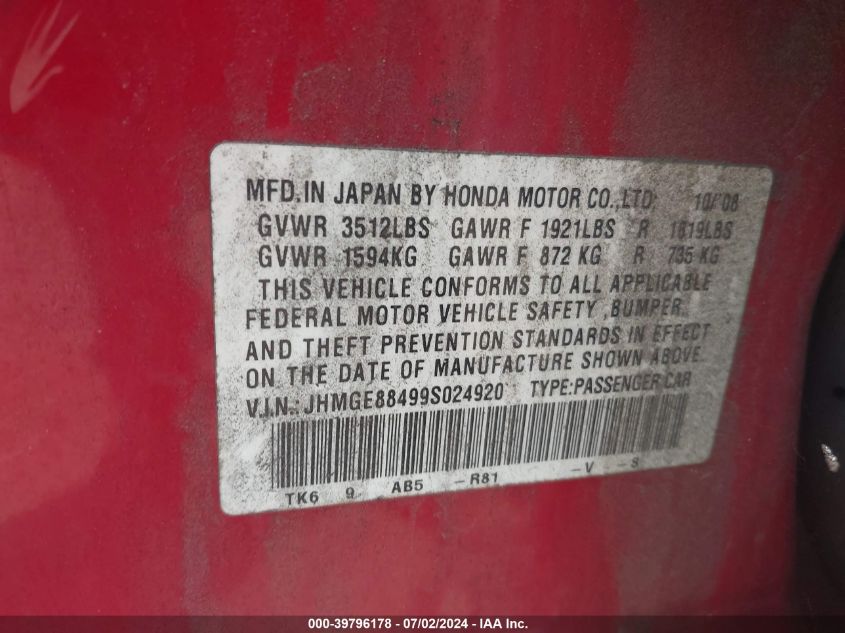 MFD.IN JAPAN BY HONDA MOTOR CO.,LTD. 10/'08
GVWR 3512LBS GAWR F 1921LBS R 1619LBS
GVWR 1594KG GAWR F 872 KG R 735 KG
THIS VEHICLE CONFORMS TO ALL APPLICABLE
FEDERAL MOTOR VEHICLE SAFETY ,BUMPER,
AND THEFT PREVENTION STANDARDS IN EFFECT
ON THE DATE OF MANUFACTURE SHOWN ABOVE.
V.I.N.:JHMGE88499S024920 TYPE:PASSENGER CAR
TK6 9 AB5 -R81 -V -S
000-39796178 - 07/02/2024 - IAA Inc.